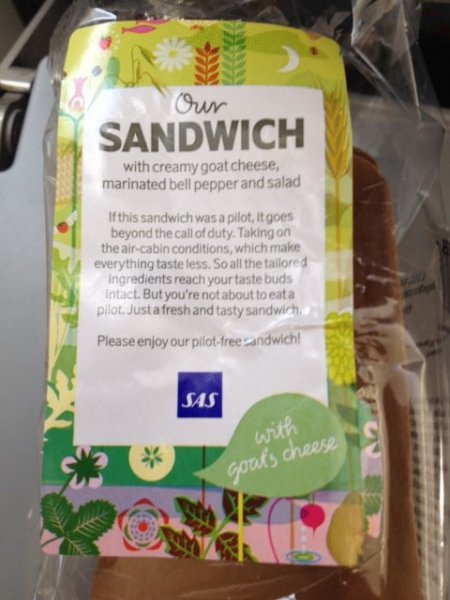 Our
SANDWICH
with creamy goat cheese,
marinated bell pepper and salad
If this sandwich was a pilot, it goes
beyond the call of duty. Taking on
the air-cabin conditions, which make
everything taste less. So all the tailored
ingredients reach your taste buds
intact. But you're not about to eat a
pilot. Just a fresh and tasty sandwich.
Please enjoy our pilot-free sandwich!
SAS
with
goat's cheese